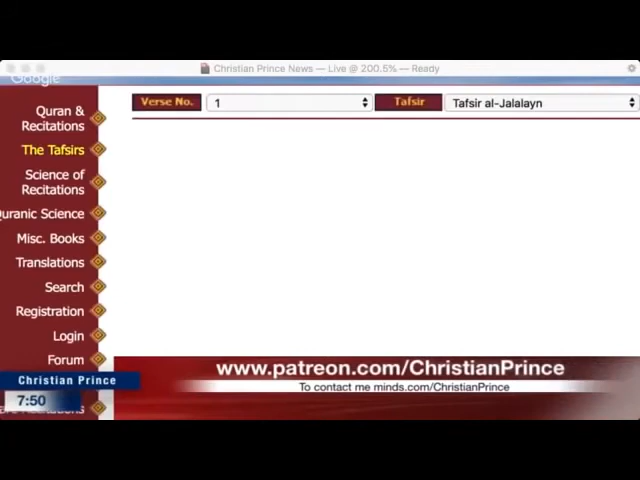 Christian Prince News — Live @ 200.5% — Ready
Google
Verse No. 1 Tafsir Tafsir al-Jalalayn
Quran &
Recitations
The Tafsirs
Science of
Recitations
Quranic Science
Misc. Books
Translations
Search
Registration
Login
Forum
www.patreon.com/ChristianPrince
To contact me minds.com/ChristianPrince
Christian Prince
7:50
Recitations